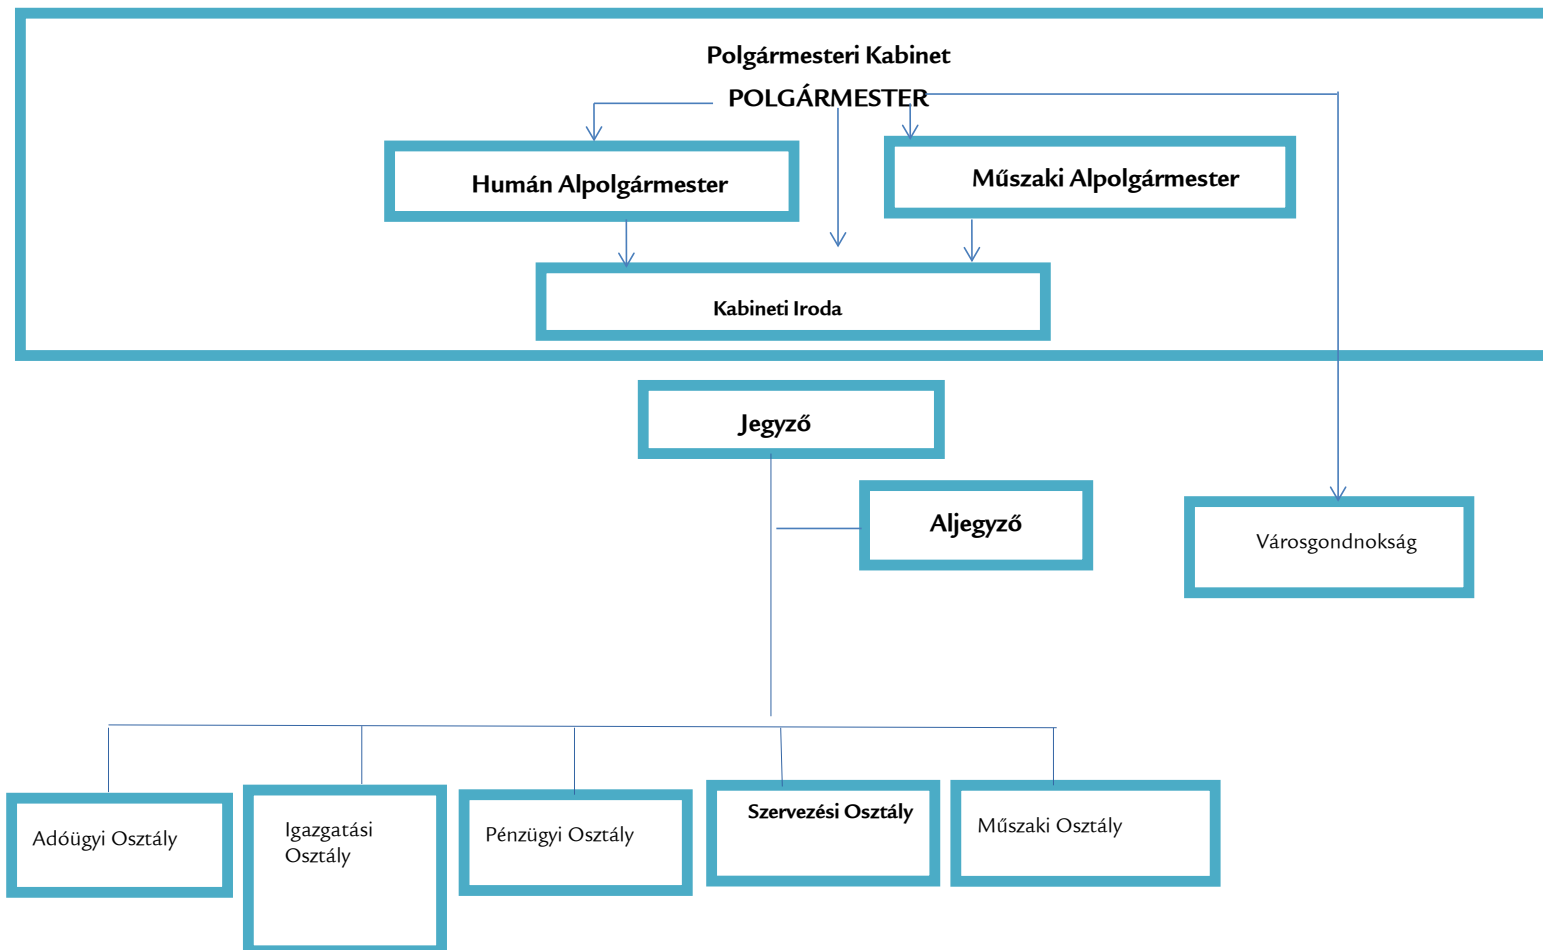 Polgármesteri Kabinet
POLGÁRMESTER
Humán Alpolgármester
Műszaki Alpolgármester
Kabineti Iroda
Jegyző
Aljegyző
Városgondnokság
Adóügyi Osztály
Igazgatási
Osztály
Pénzügyi Osztály
Szervezési Osztály
Műszaki Osztály